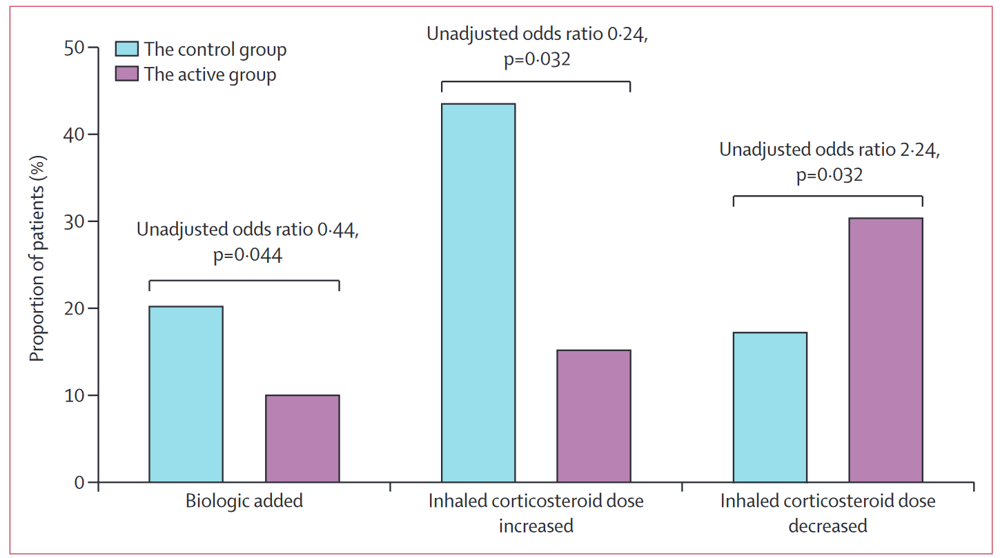 Unadjusted odds ratio 0·24,
p=0·032
The control group
The active group
Unadjusted odds ratio 2·24,
p=0·032
Unadjusted odds ratio 0·44,
p=0·044
Proportion of patients (%)
50
40
30
20
10
0
Biologic added
Inhaled corticosteroid dose
increased
Inhaled corticosteroid dose
decreased